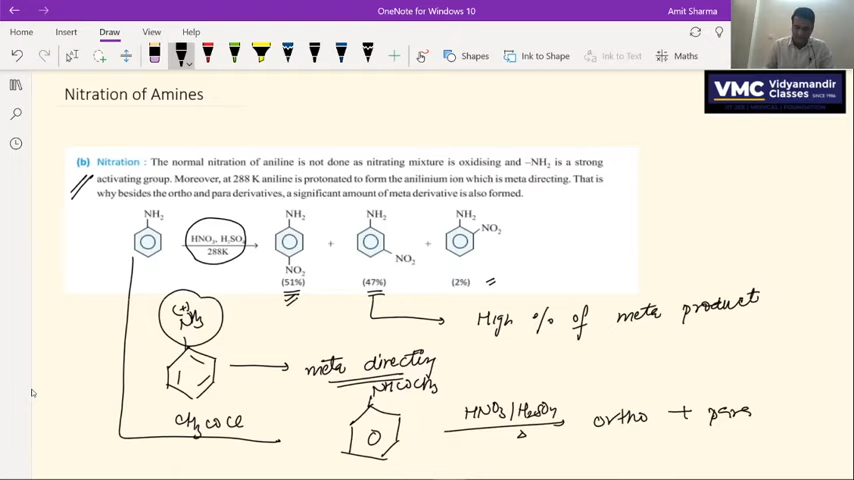 OneNote for Windows 10
Amit Sharma
Home Insert Draw View Help
Shapes Ink to Shape Ink to Text Maths
Nitration of Amines
VMC Vidyamandir Classes SINCE 1986
(b) Nitration : The normal nitration of aniline is not done as nitrating mixture is oxidising and –NH2 is a strong
activating group. Moreover, at 288 K aniline is protonated to form the anilinium ion which is meta directing. That is
why besides the ortho and para derivatives, a significant amount of meta derivative is also formed.
NH2 NH2 NH2 NH2
HNO3, H2SO4
288K
+ +
NO2
NO2
NO2
(51%) (47%) (2%)
(+)
NH3
High % of meta product
meta directing
NHCOCH3
CH3COCl
HNO3/H2SO4
Δ
ortho + para